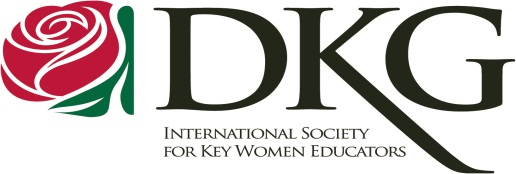 DKG
International Society
for Key Women Educators